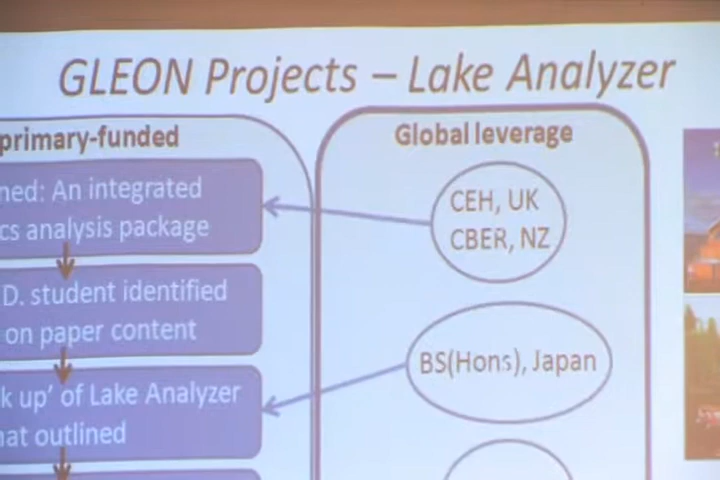 GLEON Projects – Lake Analyzer
primary-funded
Global leverage
ned: An integrated
cs analysis package
CEH, UK
CBER, NZ
D. student identified
on paper content
BS(Hons), Japan
k up’ of Lake Analyzer
hat outlined